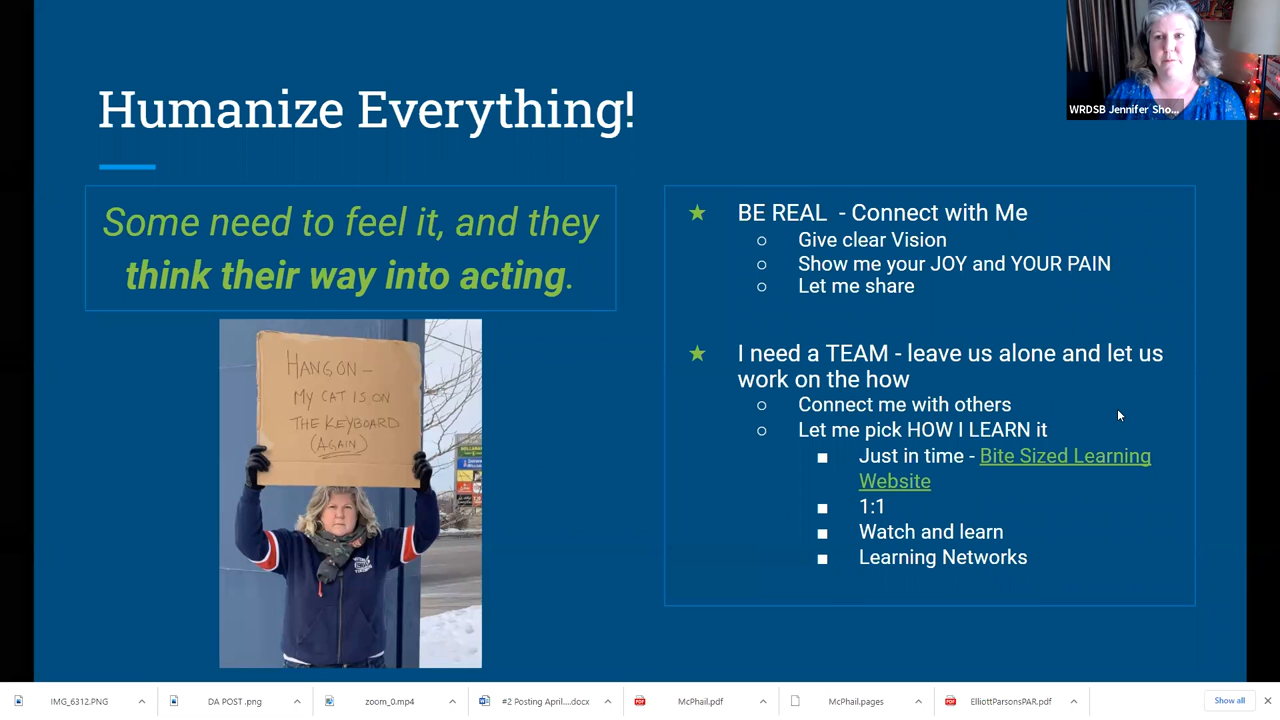 Humanize Everything!
WRDSB Jennifer Sho...
Some need to feel it, and they
think their way into acting.
HANG ON –
MY CAT IS ON
THE KEYBOARD
(AGAIN)
BE REAL - Connect with Me
Give clear Vision
Show me your JOY and YOUR PAIN
Let me share
I need a TEAM - leave us alone and let us
work on the how
Connect me with others
Let me pick HOW I LEARN it
Just in time - Bite Sized Learning
Website
1:1
Watch and learn
Learning Networks
IMG_6312.PNG
DA POST .png
zoom_0.mp4
#2 Posting April....docx
McPhail.pdf
McPhail.pages
ElliottParsonsPAR.pdf
Show all